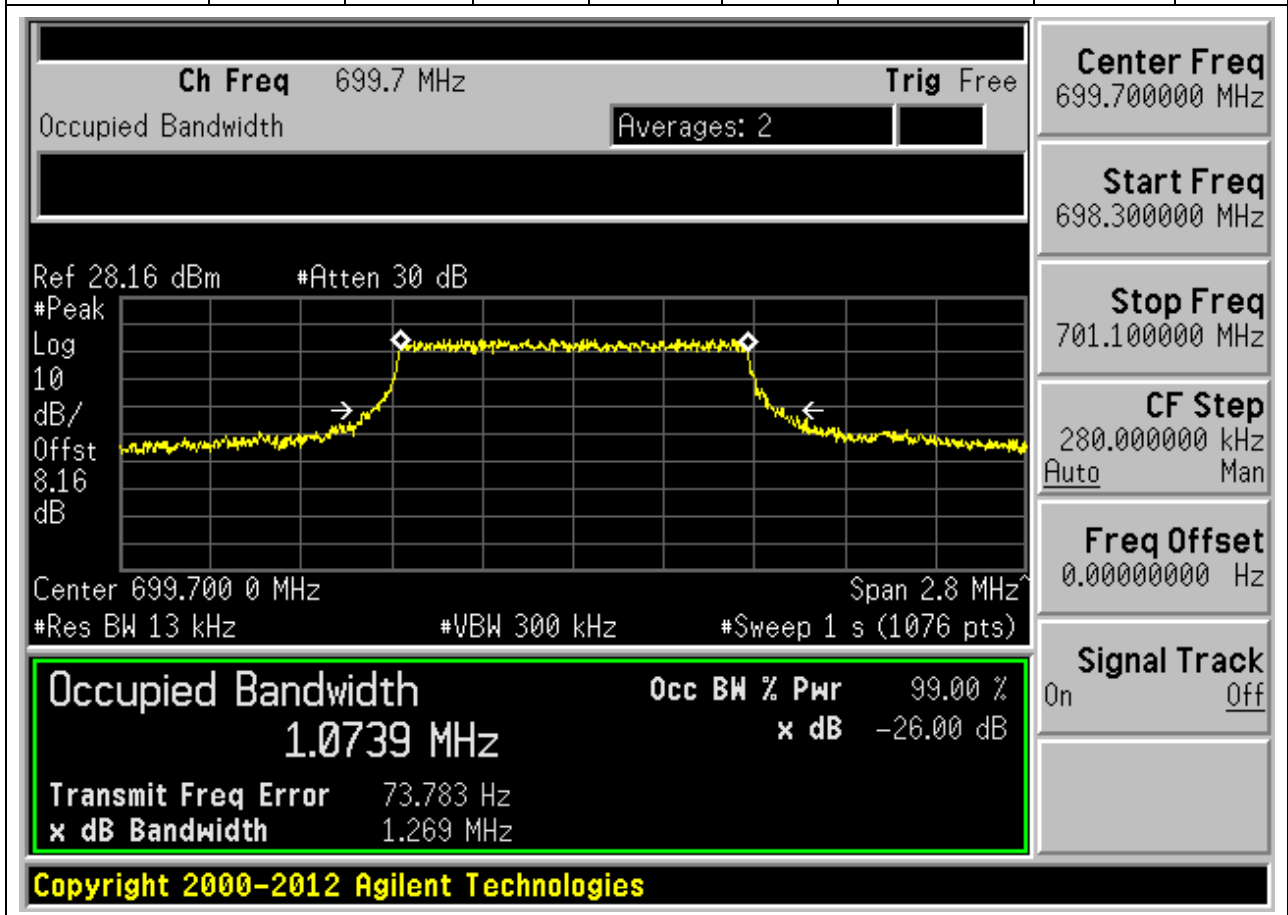 Ch Freq 699.7 MHz Trig Free
Occupied Bandwidth Averages: 2
Ref 28.16 dBm #Atten 30 dB
#Peak
Log
10
dB/
Offst
8.16
dB
Center 699.700 0 MHz Span 2.8 MHz^
#Res BW 13 kHz #VBW 300 kHz #Sweep 1 s (1076 pts)
Occupied Bandwidth Occ BW % Pwr 99.00 %
1.0739 MHz x dB -26.00 dB
Transmit Freq Error 73.783 Hz
x dB Bandwidth 1.269 MHz
Copyright 2000-2012 Agilent Technologies
Center Freq
699.700000 MHz
Start Freq
698.300000 MHz
Stop Freq
701.100000 MHz
CF Step
280.000000 kHz
Auto Man
Freq Offset
0.00000000 Hz
Signal Track
On Off